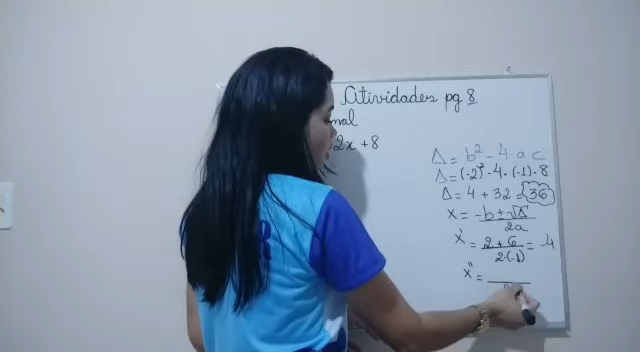 Atividades pg 8
mal
2x + 8
Δ = b² - 4 · a c
Δ = (-2)² - 4 · (-1) · 8
Δ = 4 + 32 = 36
x = -b ± √Δ / 2a
x' = 2 + 6 / 2·(-1) = -4
x'' =